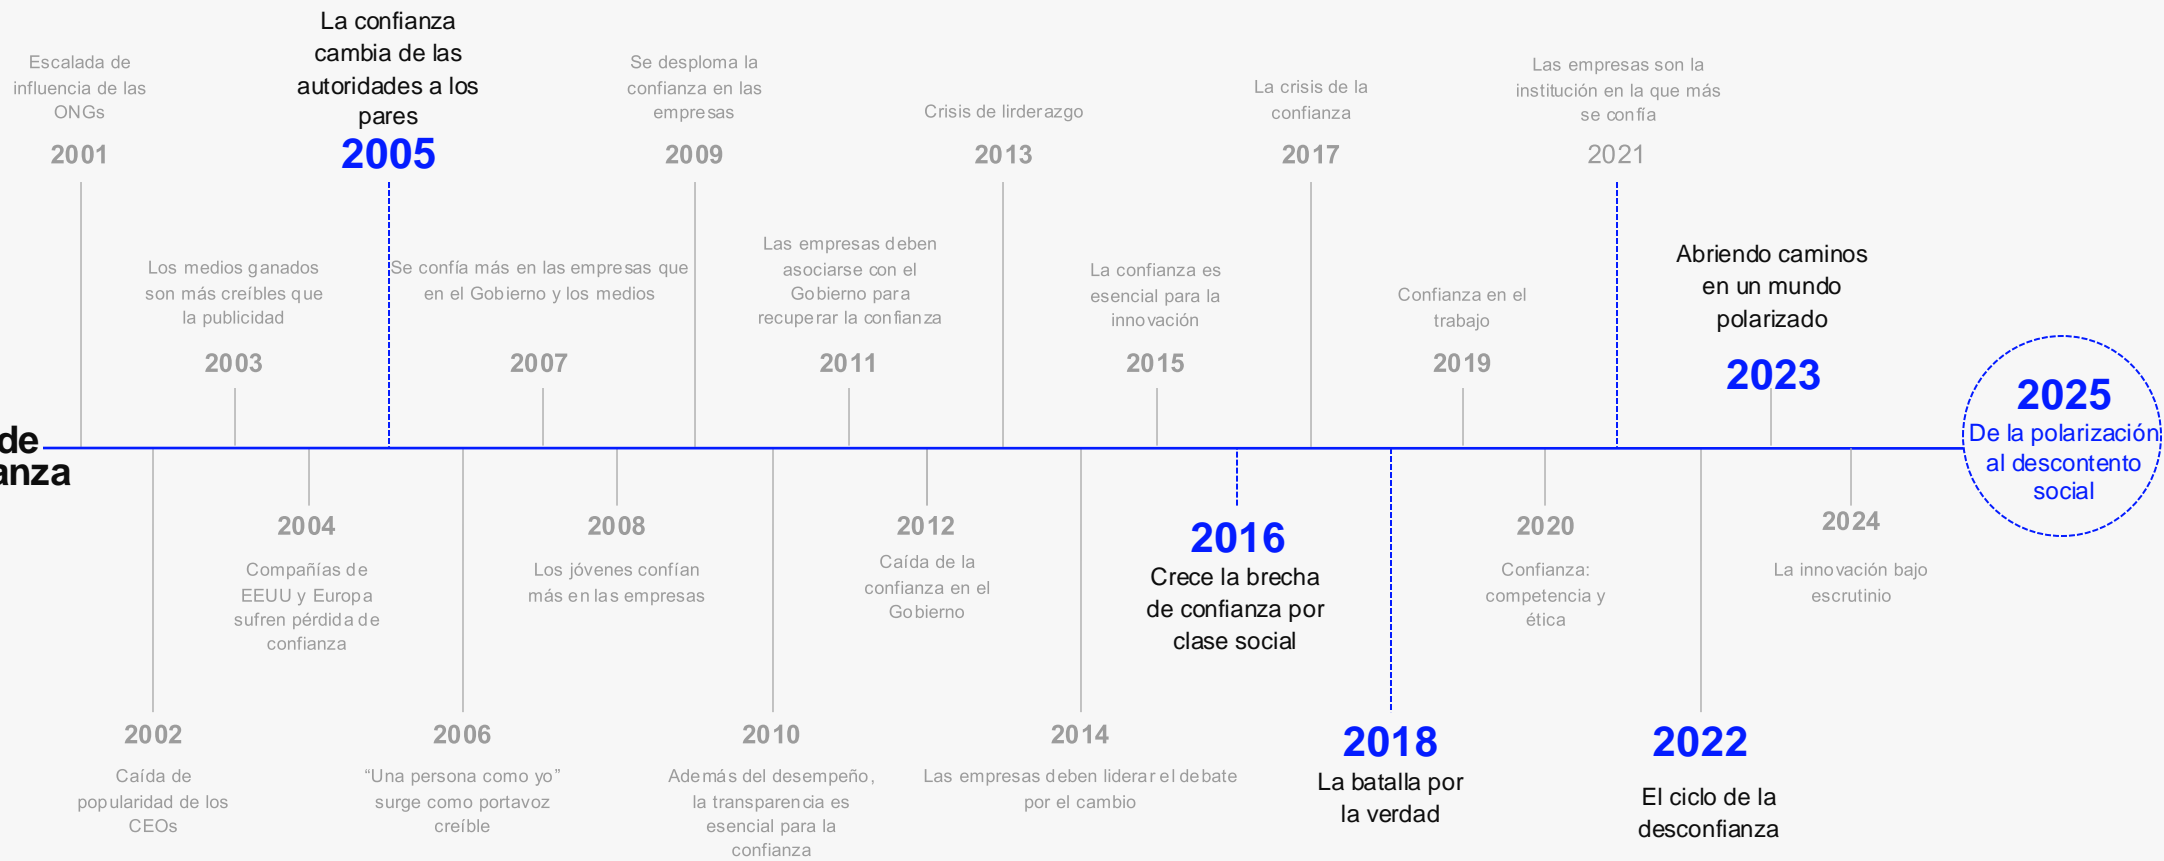 Escalada de
influencia de las
ONGs
2001
La confianza
cambia de las
autoridades a los
pares
2005
Se desploma la
confianza en las
empresas
2009
Crisis de lirderazgo
2013
La crisis de la
confianza
2017
Las empresas son la
institución en la que más
se confía
2021
Los medios ganados
son más creíbles que
la publicidad
2003
Se confía más en las empresas que
en el Gobierno y los medios
2007
Las empresas deben
asociarse con el
Gobierno para
recuperar la confianza
2011
La confianza es
esencial para la
innovación
2015
Confianza en el
trabajo
2019
Abriendo caminos
en un mundo
polarizado
2023
2025
De la polarización
al descontento
social
de
anza
2004
Compañías de
EEUU y Europa
sufren pérdida de
confianza
2008
Los jóvenes confían
más en las empresas
2012
Caída de la
confianza en el
Gobierno
2016
Crece la brecha
de confianza por
clase social
2020
Confianza:
competencia y
ética
2024
La innovación bajo
escrutinio
2002
Caída de
popularidad de los
CEOs
2006
“Una persona como yo”
surge como portavoz
creíble
2010
Además del desempeño,
la transparencia es
esencial para la
confianza
2014
Las empresas deben liderar el debate
por el cambio
2018
La batalla por
la verdad
2022
El ciclo de la
desconfianza